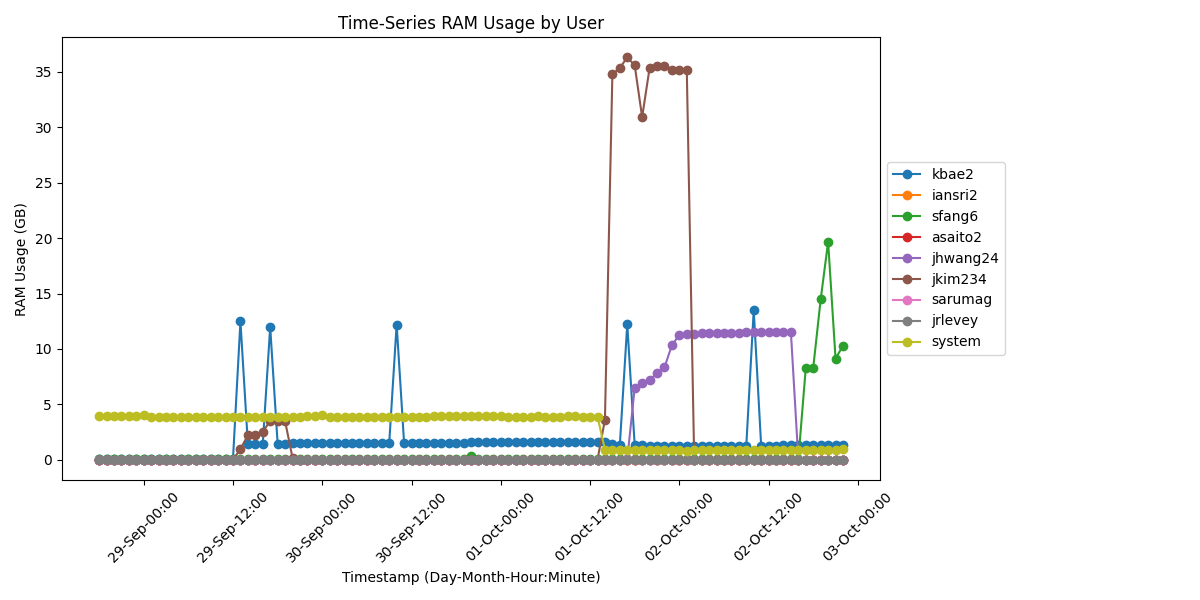 Time-Series RAM Usage by User
RAM Usage (GB)
35
30
25
20
15
10
5
0
29-Sep-00:00
29-Sep-12:00
30-Sep-00:00
30-Sep-12:00
01-Oct-00:00
01-Oct-12:00
02-Oct-00:00
02-Oct-12:00
03-Oct-00:00
Timestamp (Day-Month-Hour:Minute)
kbae2
iansri2
sfang6
asaito2
jhwang24
jkim234
sarumag
jrlevey
system